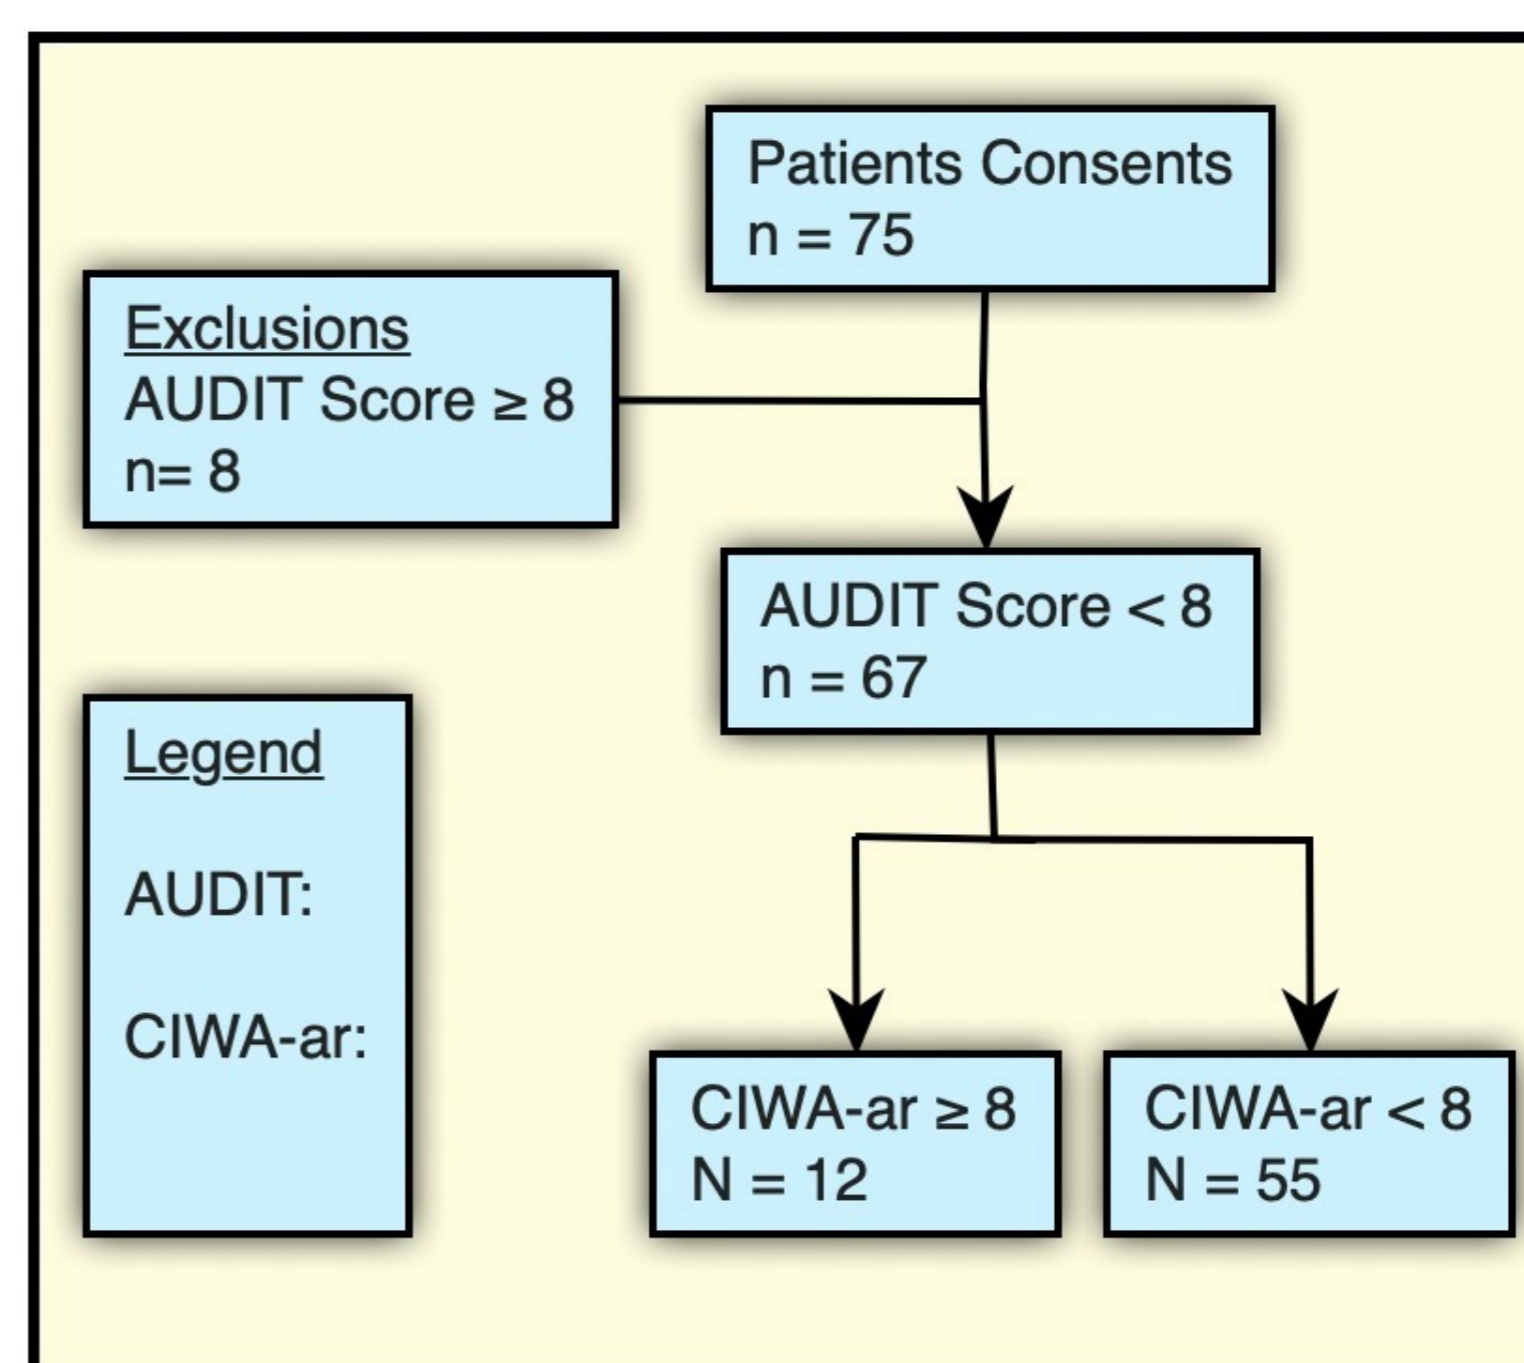 Patients Consents
n = 75
Exclusions
AUDIT Score ≥ 8
n= 8
AUDIT Score < 8
n = 67
Legend
AUDIT:
CIWA-ar:
CIWA-ar ≥ 8
N = 12
CIWA-ar < 8
N = 55